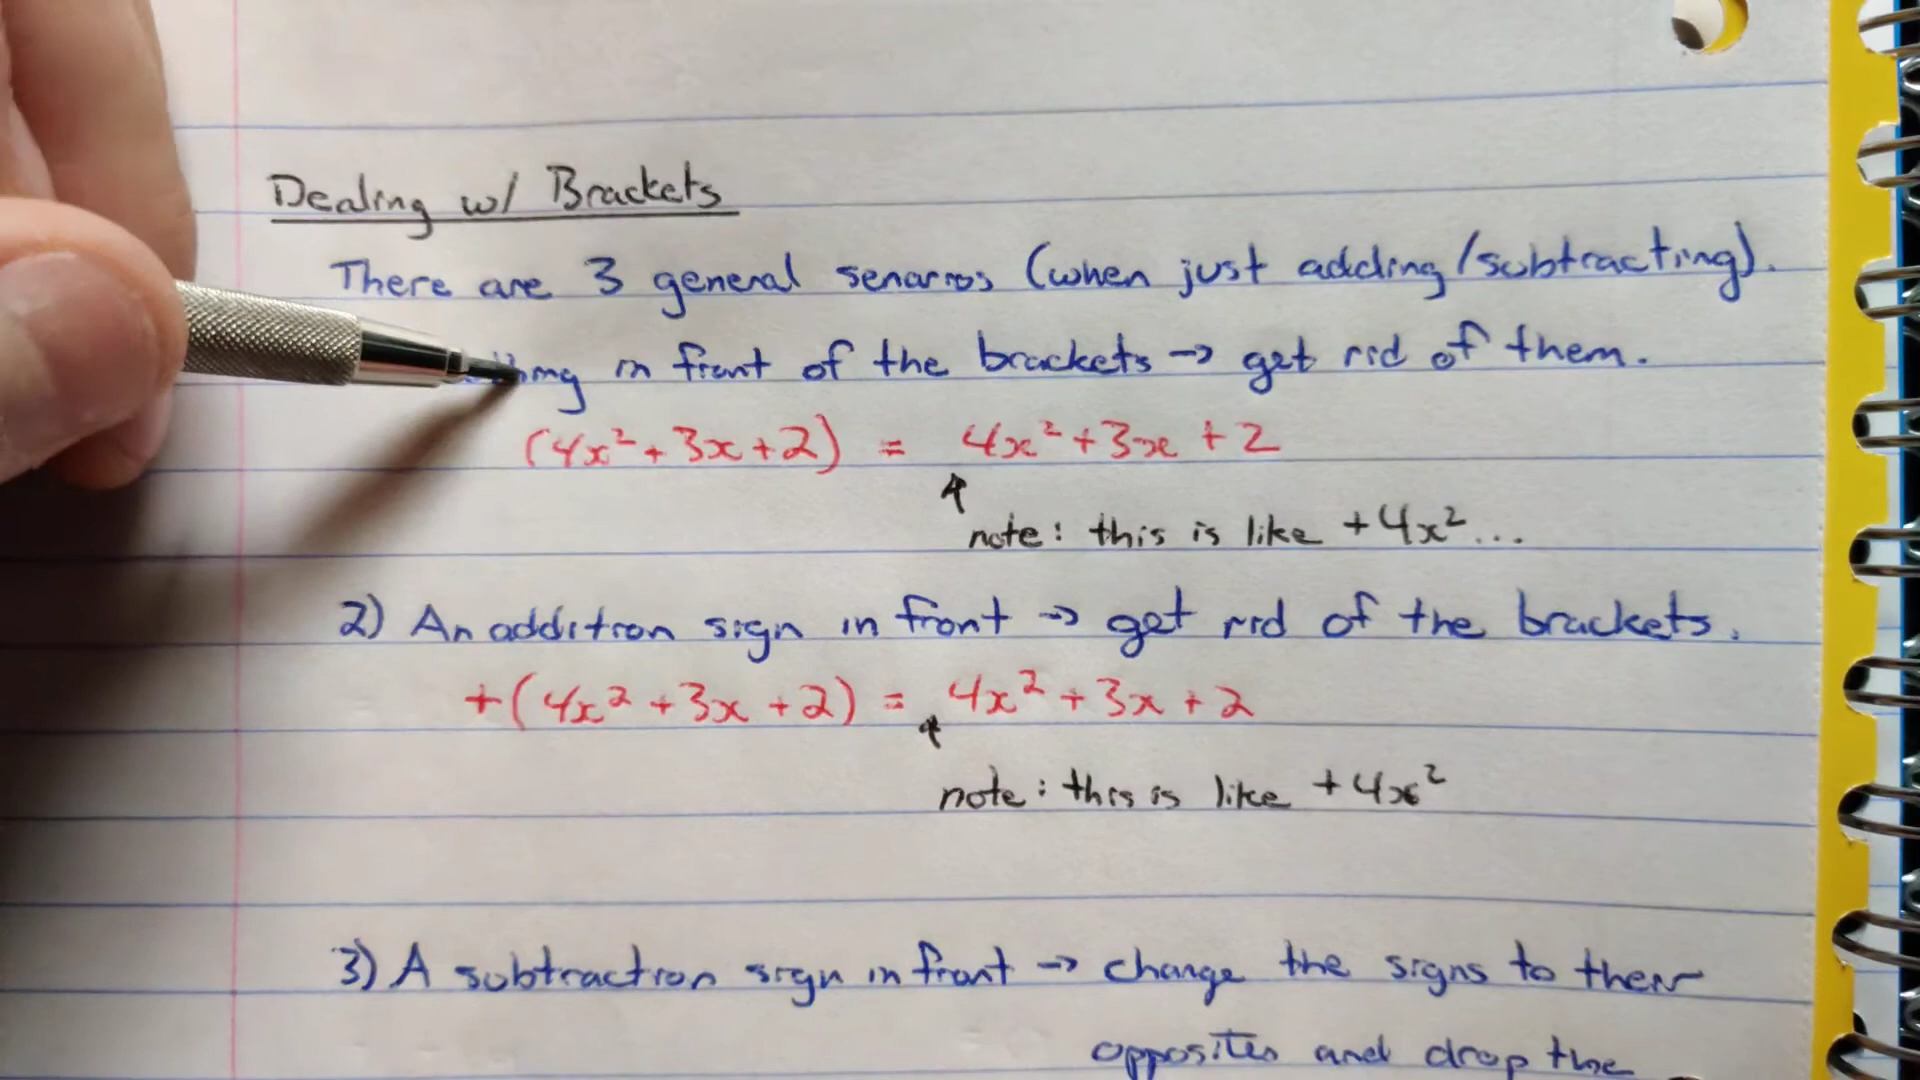 Dealing w/ Brackets
There are 3 general senarios (when just adding/subtracting).
in front of the brackets → get rid of them.
(4x² + 3x + 2) = 4x² + 3x + 2
note: this is like +4x²...
2) An addition sign in front → get rid of the brackets.
+(4x² + 3x + 2) = 4x² + 3x + 2
note: this is like +4x²
3) A subtraction sign in front → change the signs to their
opposites and drop the